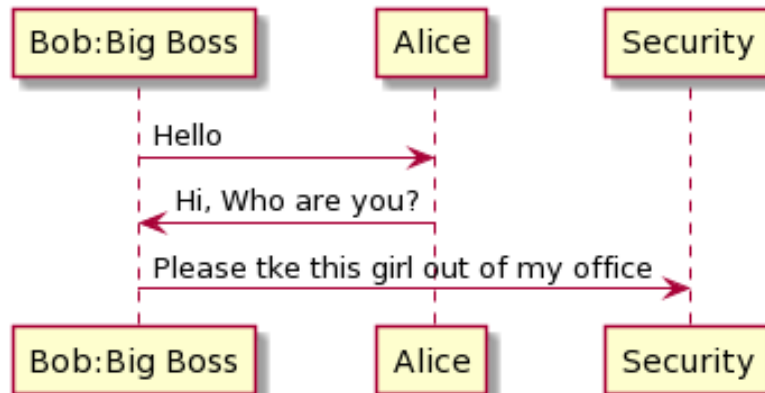 Bob:Big Boss Alice Security
Hello
Hi, Who are you?
Please tke this girl out of my office
Bob:Big Boss Alice Security